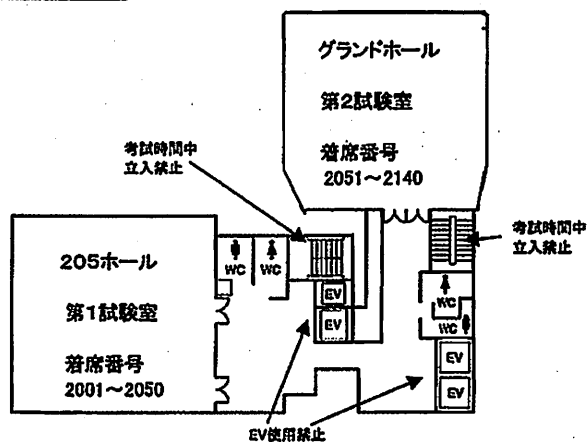 グランドホール
第2試験室
着席番号
2051～2140
考試時間中
立入禁止
考試時間中
立入禁止
205ホール
第1試験室
着席番号
2001～2050
WC
WC
EV
EV
WC
WC
EV
EV
EV使用禁止